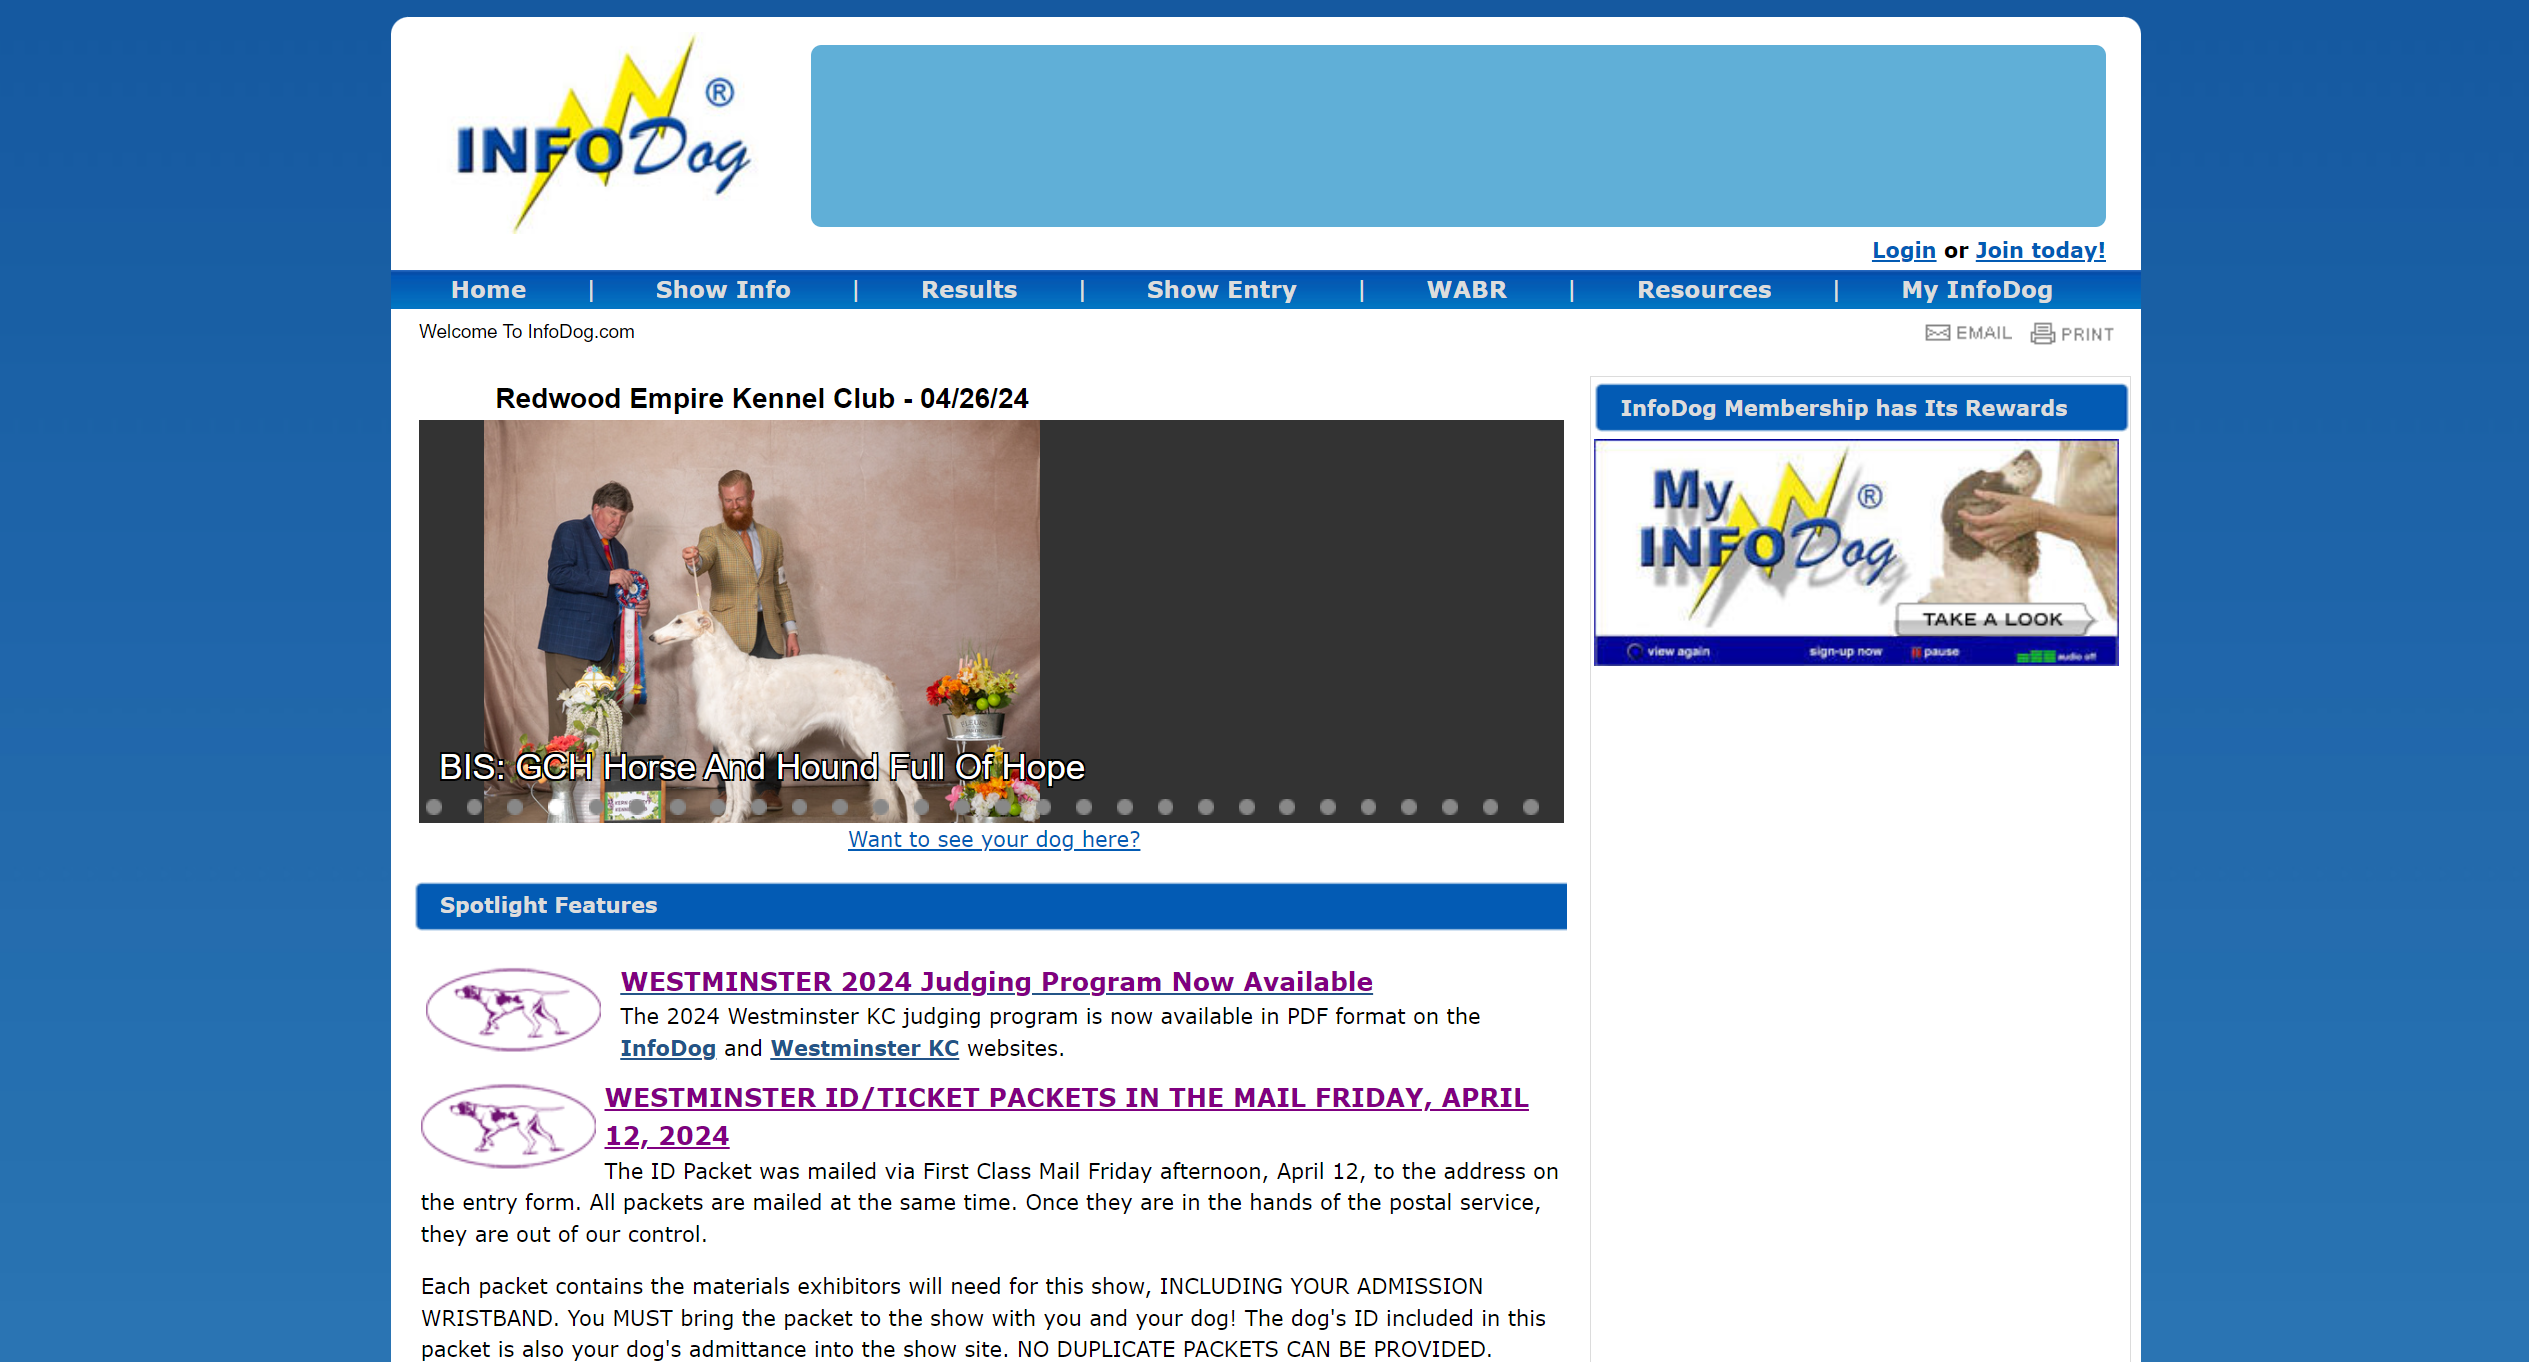 INFODog ®
Login or Join today!
Home | Show Info | Results | Show Entry | WABR | Resources | My InfoDog
Welcome To InfoDog.com
EMAIL PRINT
Redwood Empire Kennel Club - 04/26/24
BIS: GCH Horse And Hound Full Of Hope
Want to see your dog here?
InfoDog Membership has Its Rewards
My
INFODog ®
TAKE A LOOK
view again sign-up now pause audio off
Spotlight Features
WESTMINSTER 2024 Judging Program Now Available
The 2024 Westminster KC judging program is now available in PDF format on the
InfoDog and Westminster KC websites.
WESTMINSTER ID/TICKET PACKETS IN THE MAIL FRIDAY, APRIL
12, 2024
The ID Packet was mailed via First Class Mail Friday afternoon, April 12, to the address on
the entry form. All packets are mailed at the same time. Once they are in the hands of the postal service,
they are out of our control.
Each packet contains the materials exhibitors will need for this show, INCLUDING YOUR ADMISSION
WRISTBAND. You MUST bring the packet to the show with you and your dog! The dog's ID included in this
packet is also your dog's admittance into the show site. NO DUPLICATE PACKETS CAN BE PROVIDED.